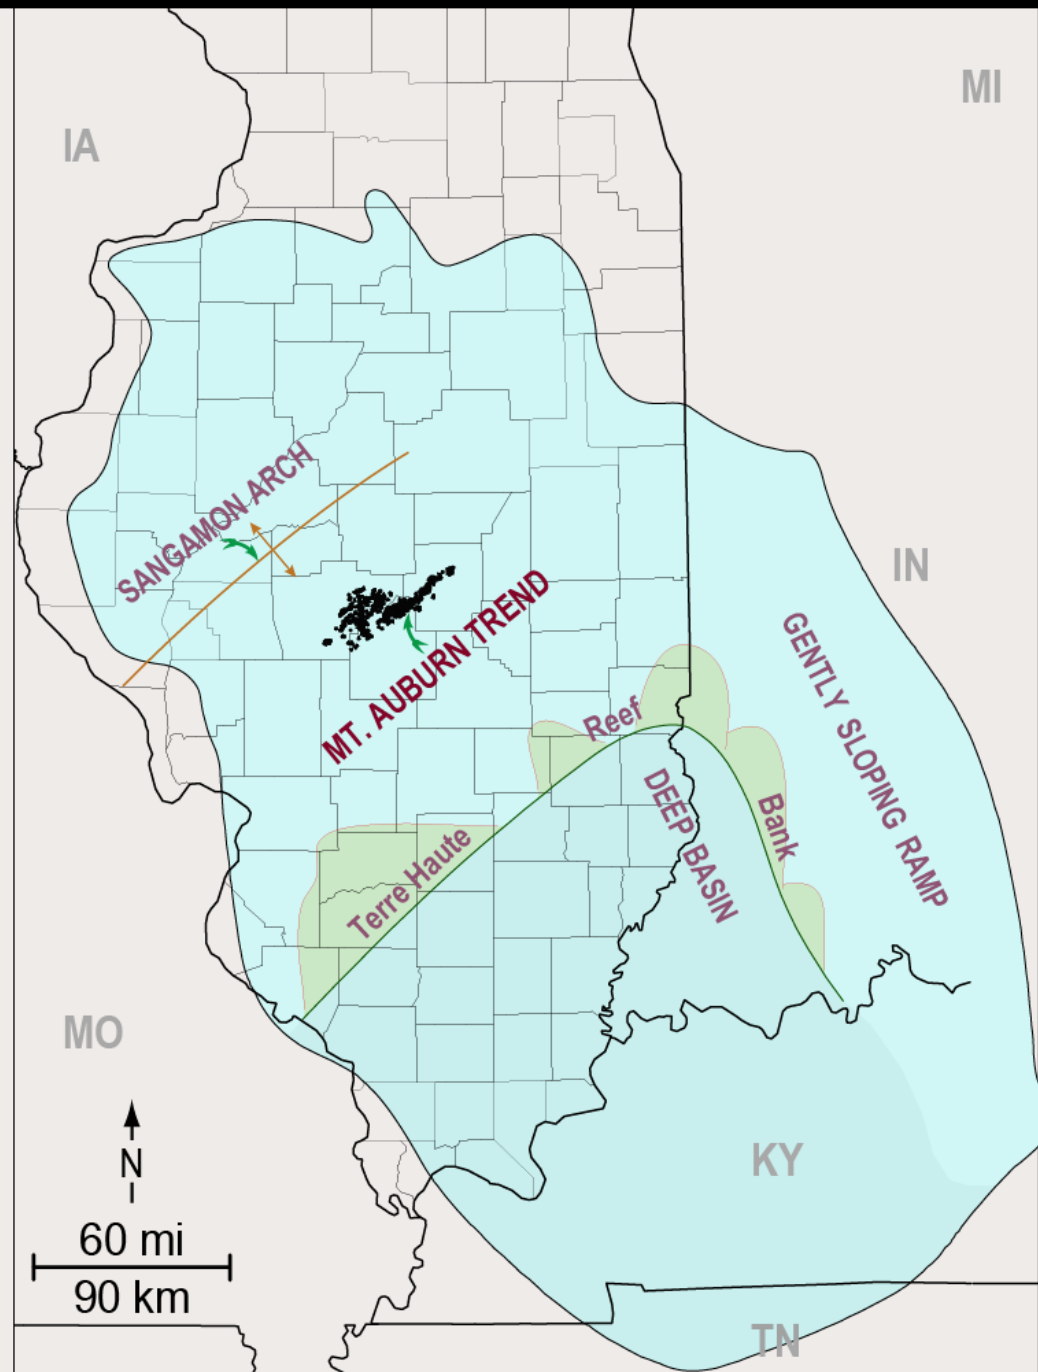 MI
IA
SANGAMON ARCH
IN
MT. AUBURN TREND
GENTLY SLOPING RAMP
Reef
DEEP BASIN
Bank
Terre Haute
MO
N
KY
60 mi
90 km
TN